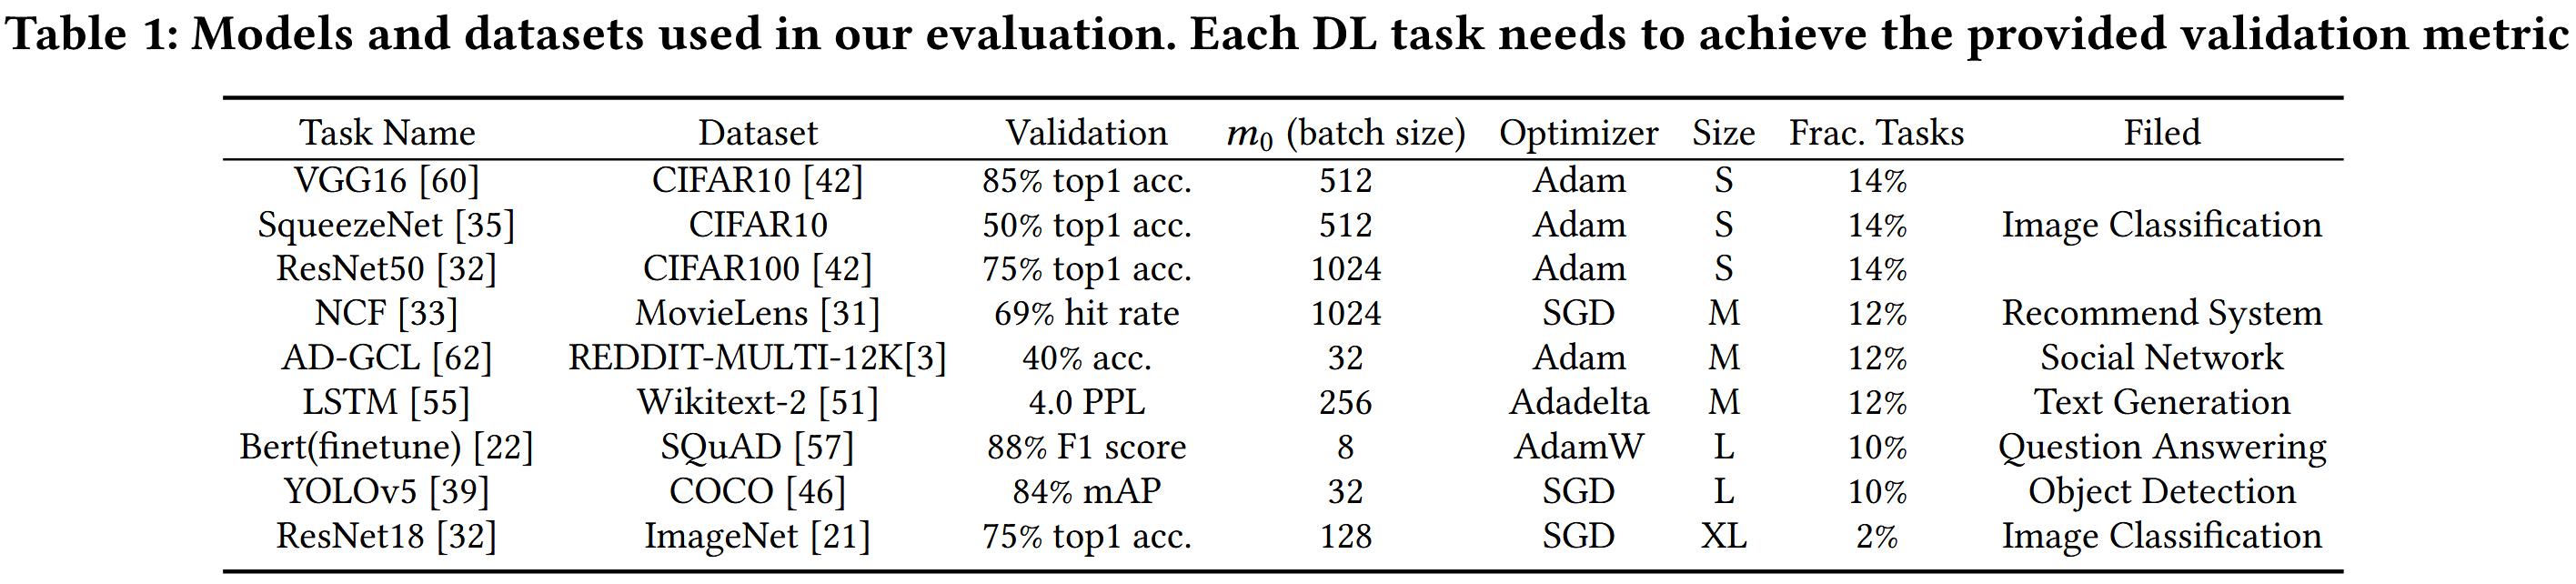 Table 1: Models and datasets used in our evaluation. Each DL task needs to achieve the provided validation metric
Task Name Dataset Validation m0 (batch size) Optimizer Size Frac. Tasks Filed
VGG16 [60] CIFAR10 [42] 85% top1 acc. 512 Adam S 14%
SqueezeNet [35] CIFAR10 50% top1 acc. 512 Adam S 14% Image Classification
ResNet50 [32] CIFAR100 [42] 75% top1 acc. 1024 Adam S 14%
NCF [33] MovieLens [31] 69% hit rate 1024 SGD M 12% Recommend System
AD-GCL [62] REDDIT-MULTI-12K[3] 40% acc. 32 Adam M 12% Social Network
LSTM [55] Wikitext-2 [51] 4.0 PPL 256 Adadelta M 12% Text Generation
Bert(finetune) [22] SQuAD [57] 88% F1 score 8 AdamW L 10% Question Answering
YOLOv5 [39] COCO [46] 84% mAP 32 SGD L 10% Object Detection
ResNet18 [32] ImageNet [21] 75% top1 acc. 128 SGD XL 2% Image Classification